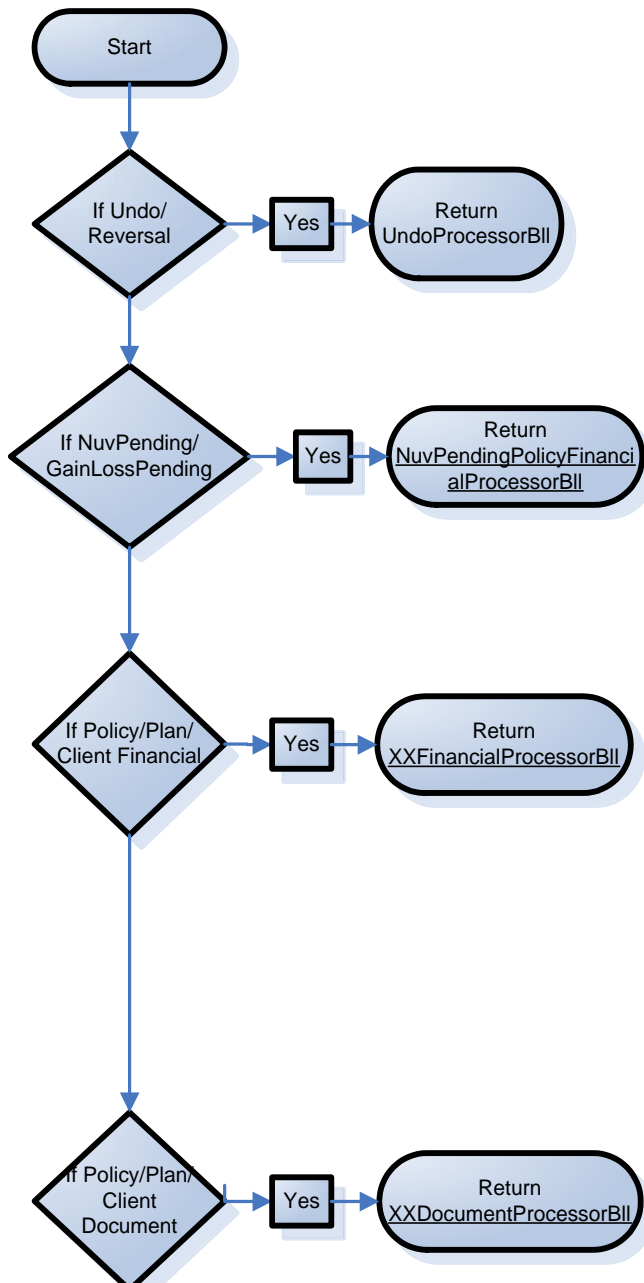 Start
If Undo/
Reversal
Yes
Return
UndoProcessorBll
If NuvPending/
GainLossPending
Yes
Return
NuvPendingPolicyFinanci
alProcessorBll
If Policy/Plan/
Client Financial
Yes
Return
XXFinancialProcessorBll
If Policy/Plan/
Client
Document
Yes
Return
XXDocumentProcessorBll